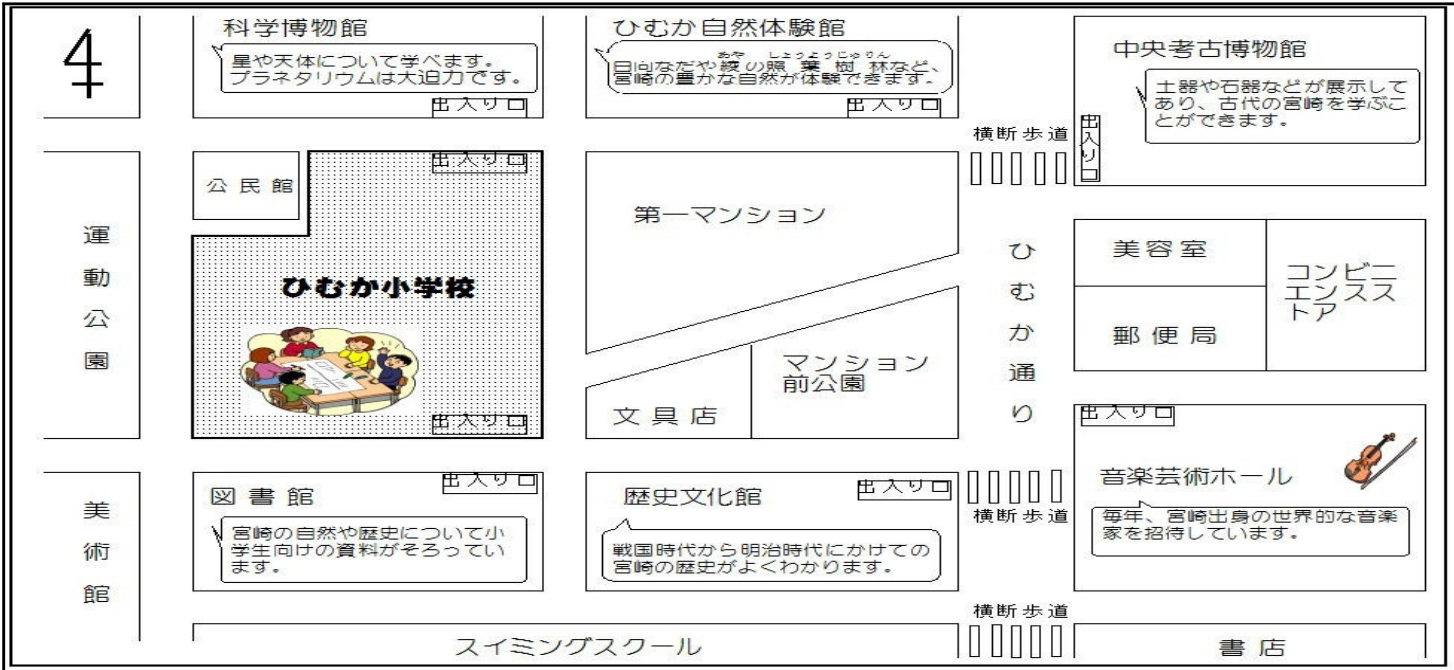 4
科学博物館
星や天体について学べます。
プラネタリウムは大迫力です。
出入り口
ひむか自然体験館
あや しょうようじゅりん
日向なだや綾の照葉樹林など、
宮崎の豊かな自然が体験できます。
出入り口
中央考古博物館
土器や石器などが展示して
あり、古代の宮崎を学ぶこ
とができます。
出入り口
横断歩道
運動公園
公民館
出入り口
ひむか小学校
出入り口
第一マンション
文具店
マンション
前公園
ひむか通り
美容室
郵便局
コンビニ
エンスス
トア
美術館
図書館
出入り口
宮崎の自然や歴史について小
学生向けの資料がそろってい
ます。
歴史文化館
出入り口
戦国時代から明治時代にかけての
宮崎の歴史がよくわかります。
横断歩道
出入り口
音楽芸術ホール
毎年、宮崎出身の世界的な音楽
家を招待しています。
横断歩道
スイミングスクール
書店